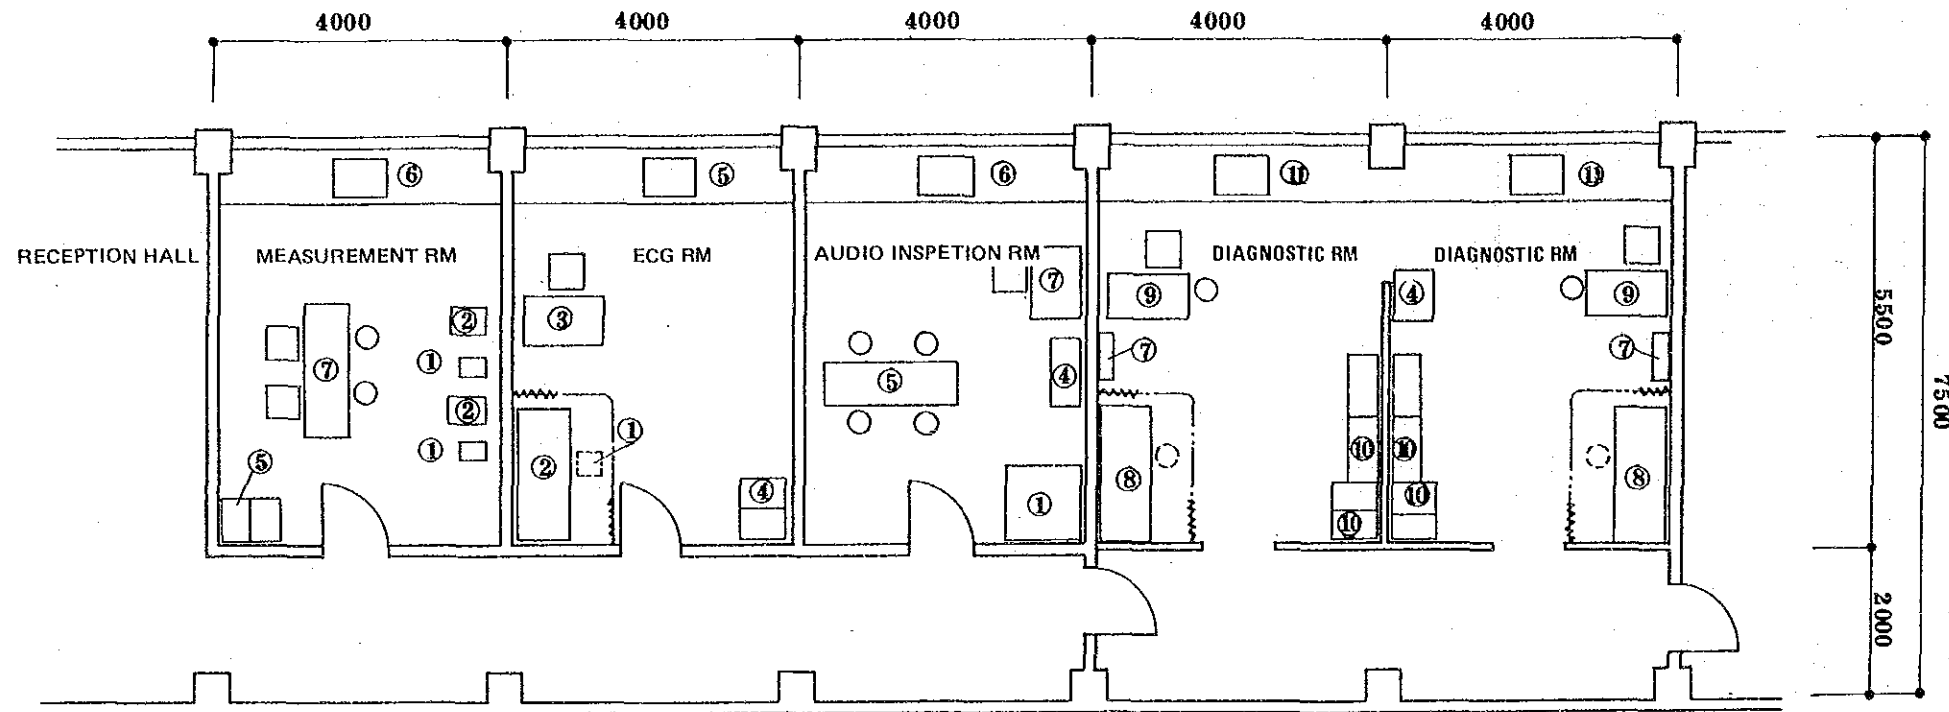 4000 4000 4000 4000 4000
⑥ ⑤ ⑥ ⑪ ⑪
RECEPTION HALL MEASUREMENT RM ECG RM AUDIO INSPETION RM DIAGNOSTIC RM DIAGNOSTIC RM
⑦ ② ① ② ① ⑤
③ ① ② ④
⑦ ④ ⑤ ①
⑨ ⑦ ⑧ ⑩ ⑩
④ ⑨ ⑦ ⑩ ⑩ ⑧
5500
7500
2000